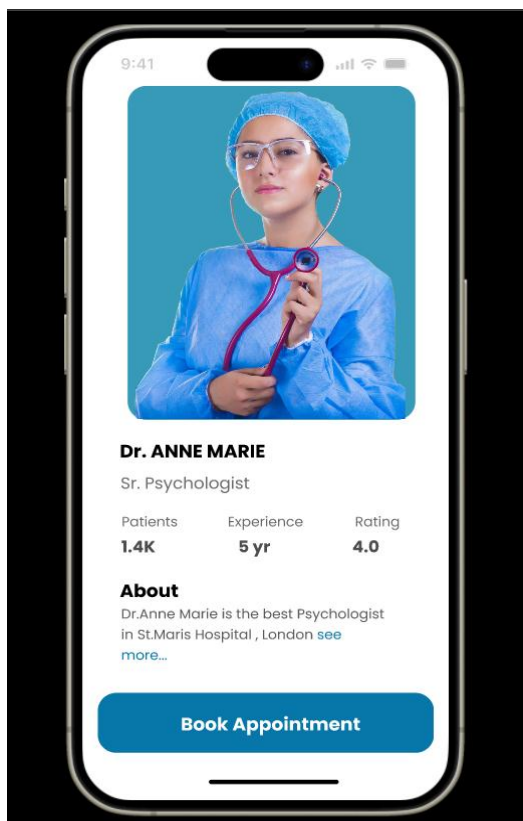 9:41
Dr. ANNE MARIE
Sr. Psychologist
Patients Experience Rating
1.4K 5 yr 4.0
About
Dr.Anne Marie is the best Psychologist
in St.Maris Hospital , London see
more...
Book Appointment